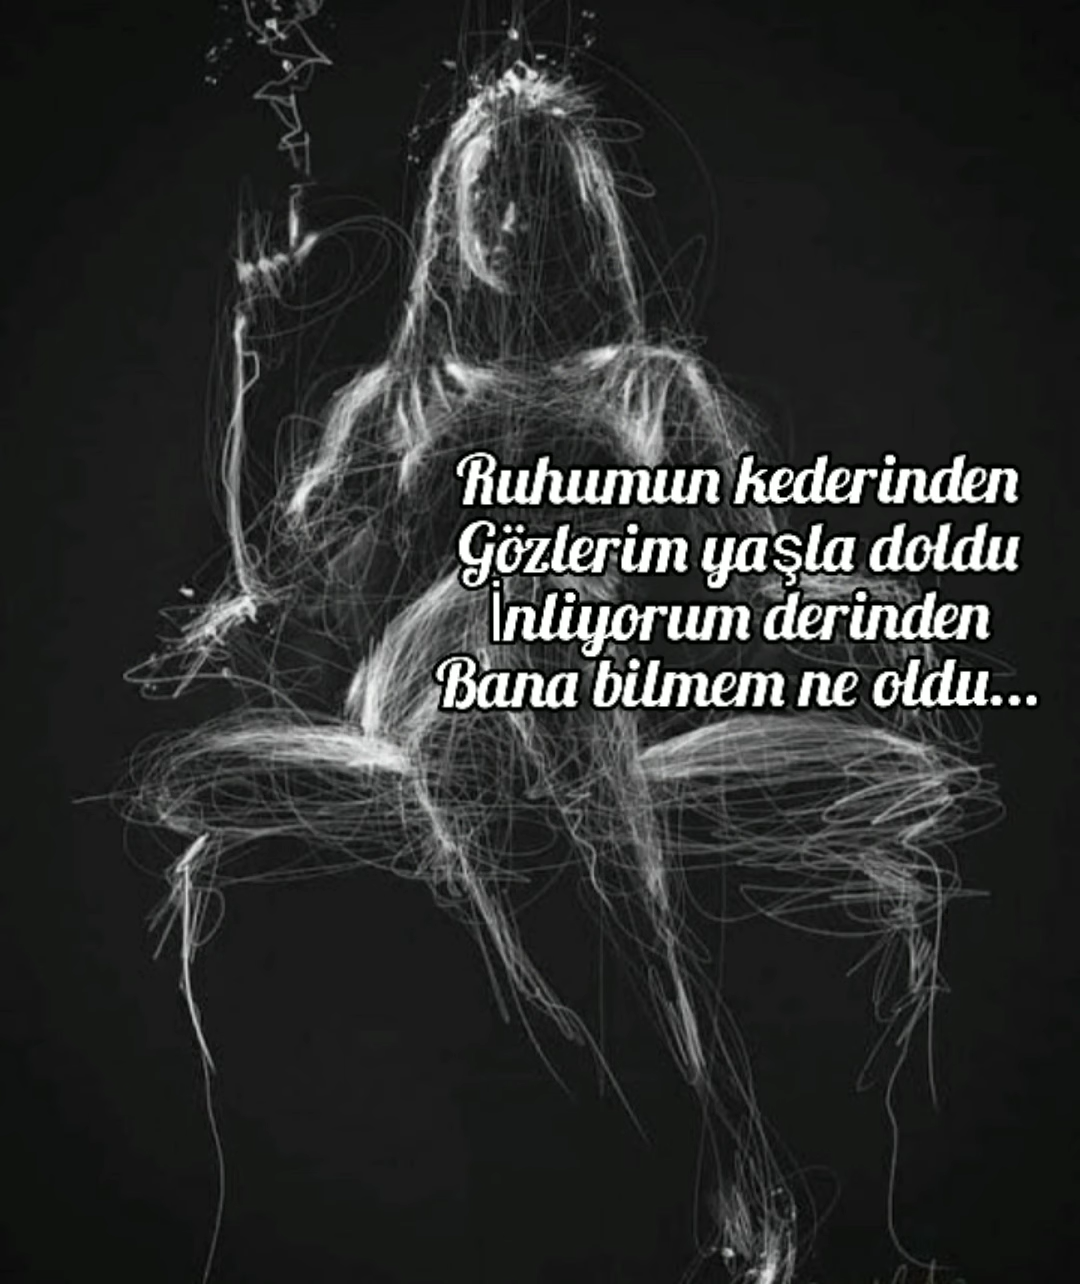 Ruhumun kederinden
Gözlerim yaşla doldu
İnliyorum derinden
Bana bilmem ne oldu...